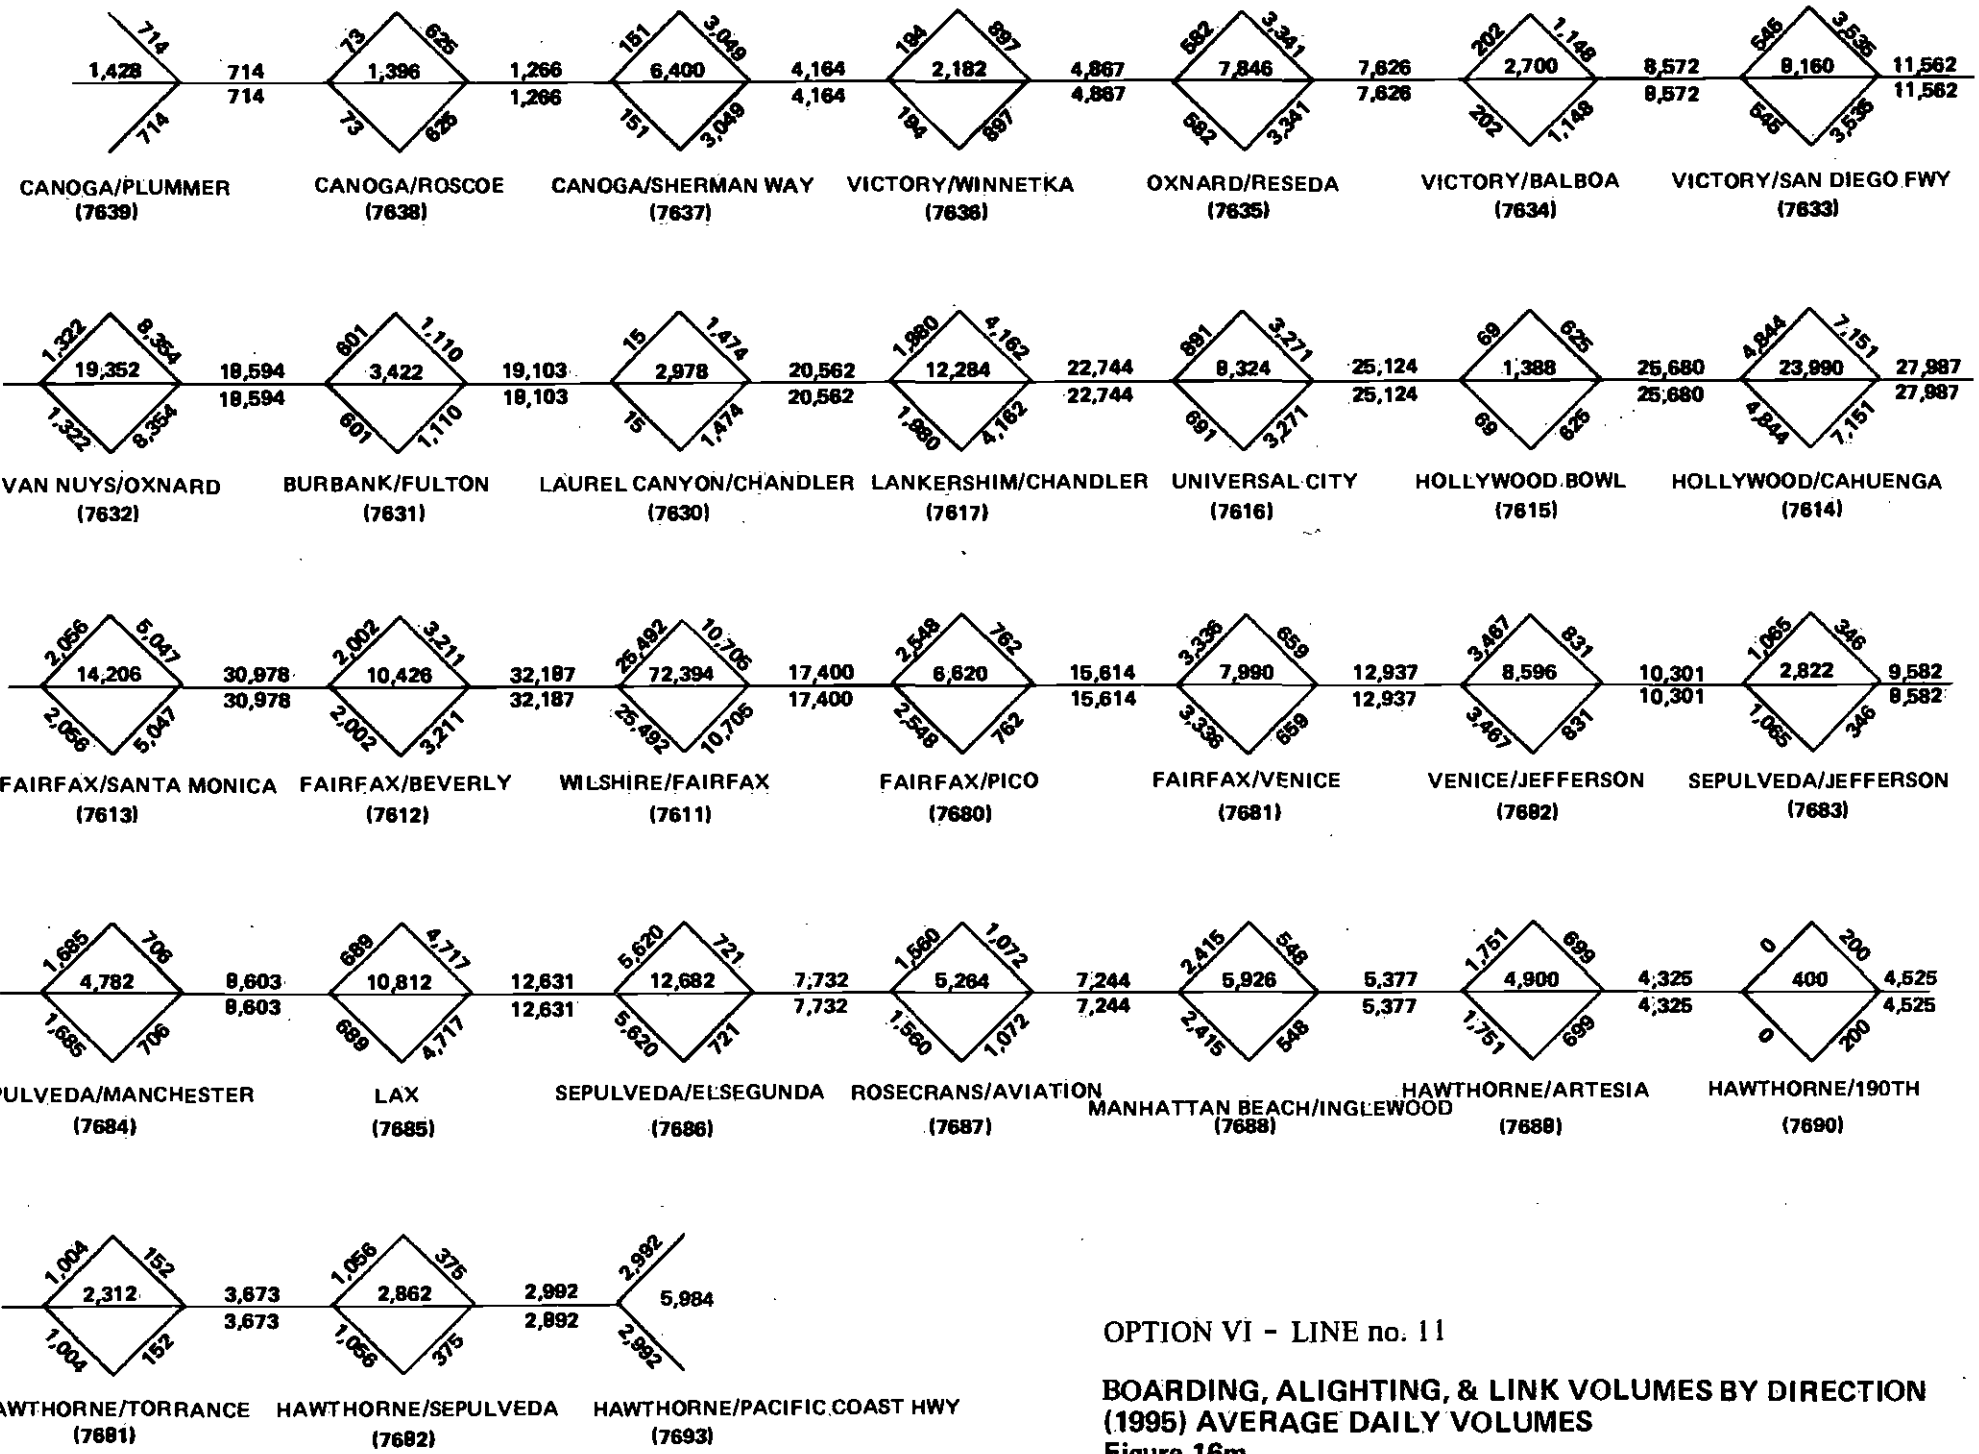 714 73 625 151 3,049 194 897 582 3,341 202 1,148 545 3,535
1,428 714 1,396 1,266 6,400 4,164 2,182 4,867 7,846 7,626 2,700 8,572 8,160 11,562
714 1,266 4,164 4,867 7,626 8,572 11,562
714 73 625 151 3,049 194 897 582 3,341 202 1,148 545 3,535
CANOGA/PLUMMER CANOGA/ROSCOE CANOGA/SHERMAN WAY VICTORY/WINNETKA OXNARD/RESEDA VICTORY/BALBOA VICTORY/SAN DIEGO FWY
(7639) (7638) (7637) (7636) (7635) (7634) (7633)
1,322 8,354 601 1,110 15 1,474 1,980 4,162 891 3,271 69 625 4,844 7,151
19,352 18,594 3,422 19,103 2,978 20,562 12,284 22,744 8,324 25,124 1,388 25,680 23,990 27,987
18,594 19,103 20,562 22,744 25,124 25,680 27,987
1,322 8,354 601 1,110 15 1,474 1,980 4,162 691 3,271 69 625 4,844 7,151
VAN NUYS/OXNARD BURBANK/FULTON LAUREL CANYON/CHANDLER LANKERSHIM/CHANDLER UNIVERSAL CITY HOLLYWOOD BOWL HOLLYWOOD/CAHUENGA
(7632) (7631) (7630) (7617) (7616) (7615) (7614)
2,056 5,047 2,002 3,211 25,492 10,705 2,548 762 3,336 659 3,467 831 1,065 346
14,206 30,978 10,426 32,187 72,394 17,400 6,620 15,614 7,990 12,937 8,596 10,301 2,822 9,582
30,978 32,187 17,400 15,614 12,937 10,301 9,582
2,056 5,047 2,002 3,211 25,492 10,705 2,548 762 3,336 659 3,467 831 1,065 346
FAIRFAX/SANTA MONICA FAIRFAX/BEVERLY WILSHIRE/FAIRFAX FAIRFAX/PICO FAIRFAX/VENICE VENICE/JEFFERSON SEPULVEDA/JEFFERSON
(7613) (7612) (7611) (7680) (7681) (7682) (7683)
1,685 706 689 4,717 5,620 721 1,560 1,072 2,415 548 1,751 699 0 200
4,782 8,603 10,812 12,631 12,682 7,732 5,264 7,244 5,926 5,377 4,900 4,325 400 4,525
8,603 12,631 7,732 7,244 5,377 4,325 4,525
1,685 706 689 4,717 5,620 721 1,560 1,072 2,415 548 1,751 699 0 200
PULVEDA/MANCHESTER LAX SEPULVEDA/ELSEGUNDA ROSECRANS/AVIATION MANHATTAN BEACH/INGLEWOOD HAWTHORNE/ARTESIA HAWTHORNE/190TH
(7684) (7685) (7686) (7687) (7688) (7689) (7690)
1,004 152 1,056 375 2,992
2,312 3,673 2,862 2,992 5,984
3,673 2,992
1,004 152 1,056 375 2,992
AWTHORNE/TORRANCE HAWTHORNE/SEPULVEDA HAWTHORNE/PACIFIC COAST HWY
(7691) (7692) (7693)
OPTION VI - LINE no. 11
BOARDING, ALIGHTING, & LINK VOLUMES BY DIRECTION
(1995) AVERAGE DAILY VOLUMES
Figure 16m